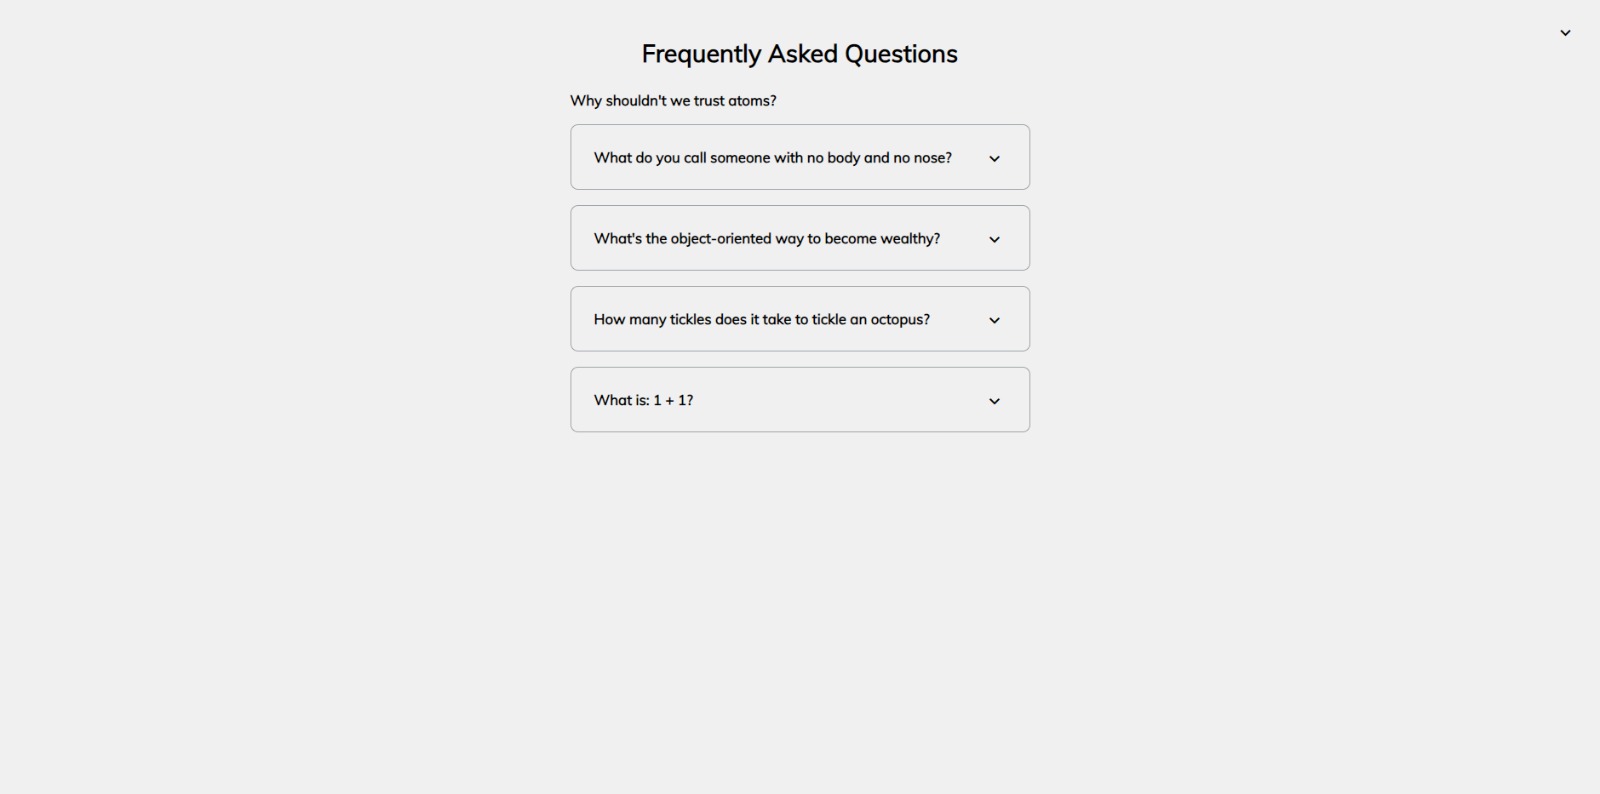 Frequently Asked Questions
Why shouldn't we trust atoms?
What do you call someone with no body and no nose?
What's the object-oriented way to become wealthy?
How many tickles does it take to tickle an octopus?
What is: 1 + 1?